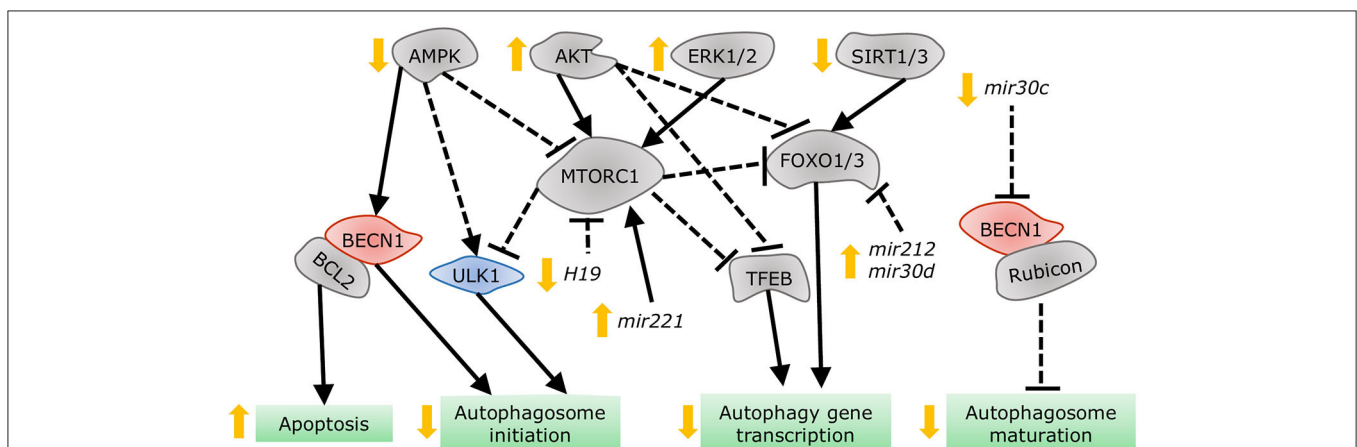 AMPK
AKT
ERK1/2
SIRT1/3
mir30c
MTORC1
FOXO1/3
BECN1
BCL2
ULK1
H19
mir221
TFEB
mir212
mir30d
BECN1
Rubicon
Apoptosis
Autophagosome
initiation
Autophagy gene
transcription
Autophagosome
maturation